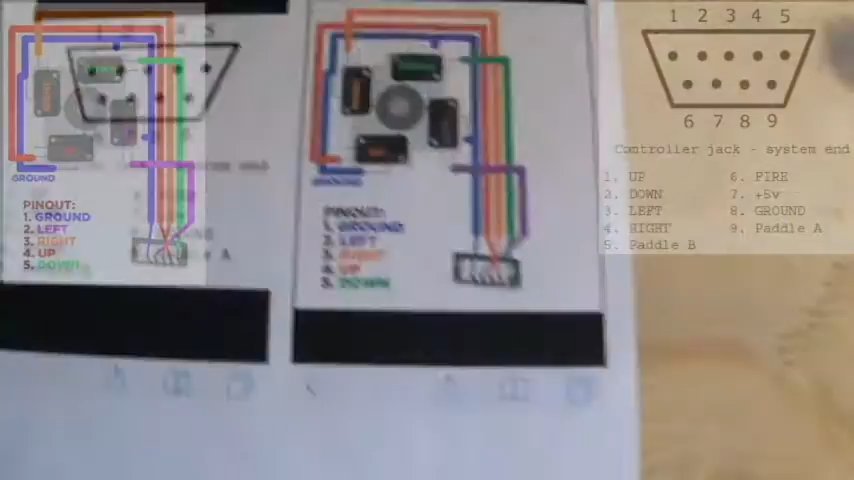 GROUND
PINOUT:
1. GROUND
2. LEFT
3. RIGHT
4. UP
5. DOWN
PINOUT:
1. GROUND
2. LEFT
3. RIGHT
4. UP
5. DOWN
1 2 3 4 5
6 7 8 9
Controller jack - system end
1. UP
2. DOWN
3. LEFT
4. RIGHT
5. Paddle B
6. FIRE
7. +5v
8. GROUND
9. Paddle A